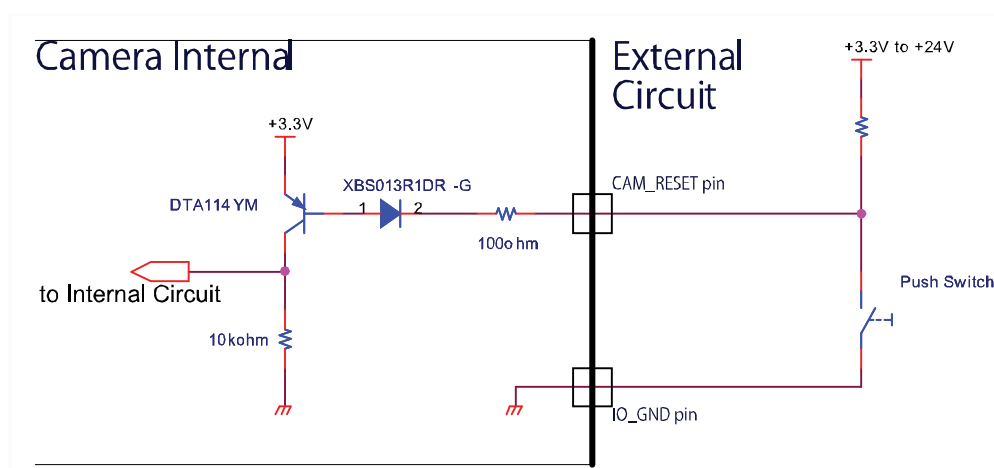 Camera Internal
External
Circuit
+3.3V to +24V
+3.3V
DTA114 YM
XBS013R1DR -G
1
2
CAM_RESET pin
100o hm
to Internal Circuit
Push Switch
10kohm
IO_GND pin